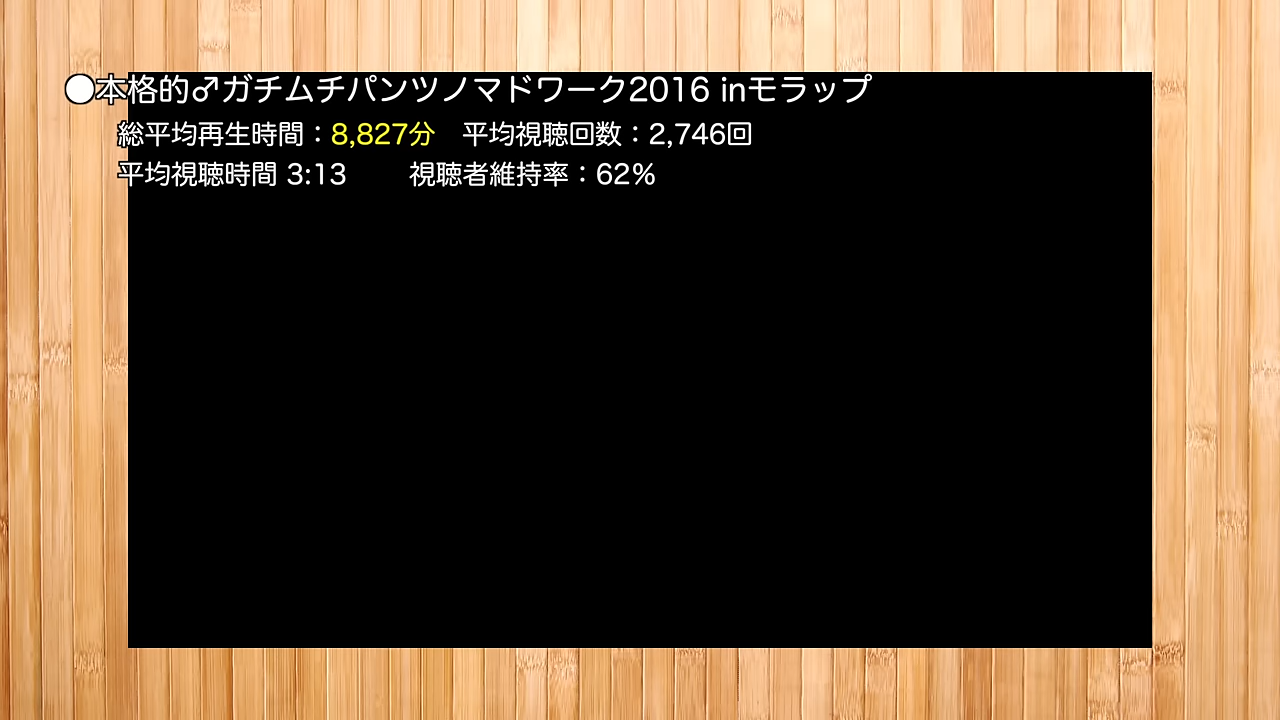 ●本格的♂ガチムチパンツノマドワーク2016 inモラップ
総平均再生時間：8,827分　平均視聴回数：2,746回
平均視聴時間 3:13　　視聴者維持率：62%